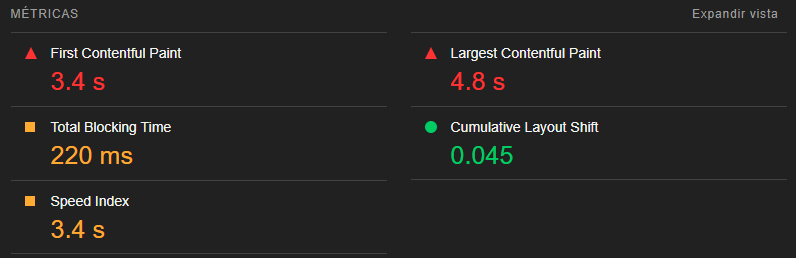 MÉTRICAS
Expandir vista
First Contentful Paint
3.4 s
Largest Contentful Paint
4.8 s
Total Blocking Time
220 ms
Cumulative Layout Shift
0.045
Speed Index
3.4 s